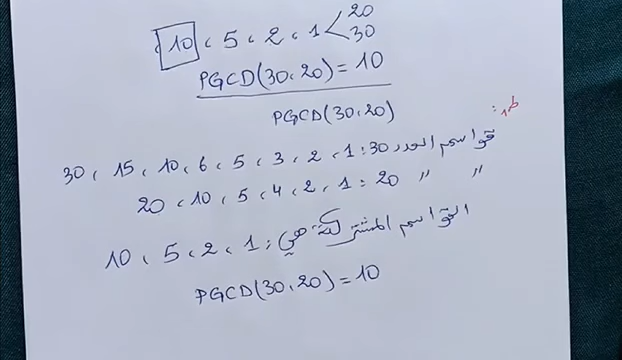 1 ، 2 ، 5 ، 10 < 20 30
PGCD(30،20) = 10
PGCD(30،20)
ط1:
قواسم العدد 30: 1 ، 2 ، 3 ، 5 ، 6 ، 10 ، 15 ، 30
" " 20: 1 ، 2 ، 4 ، 5 ، 10 ، 20
القواسم المشتركة هي: 1 ، 2 ، 5 ، 10
PGCD(30،20) = 10